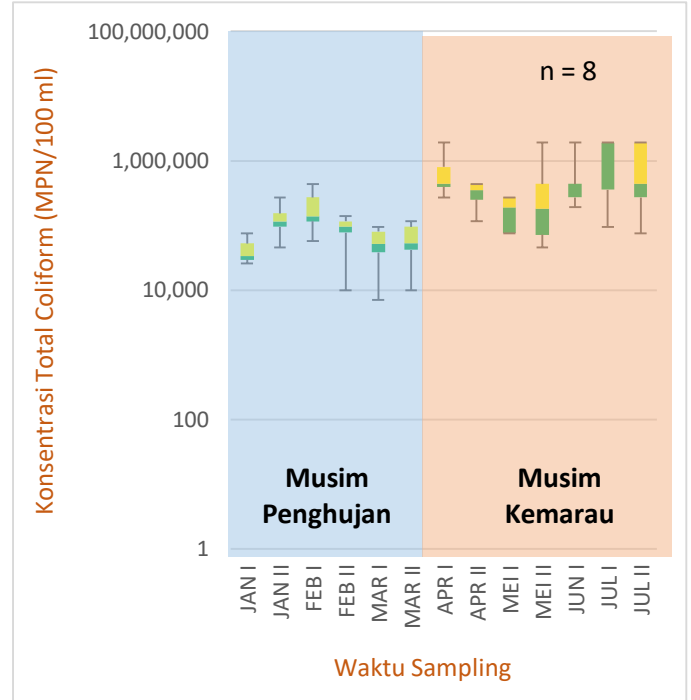 Konsentrasi Total Coliform (MPN/100 ml)
100,000,000
1,000,000
10,000
100
1
n = 8
Musim
Penghujan
Musim
Kemarau
JAN I
JAN II
FEB I
FEB II
MAR I
MAR II
APR I
APR II
MEI I
MEI II
JUN I
JUL I
JUL II
Waktu Sampling